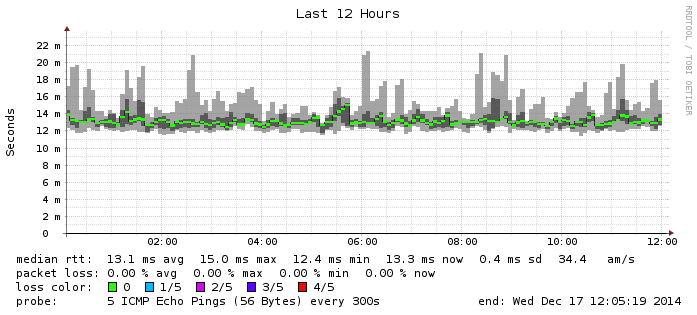 Last 12 Hours
RRDTOOL / TOBI OETIKER
Seconds
22 m
20 m
18 m
16 m
14 m
12 m
10 m
8 m
6 m
4 m
2 m
0
02:00 04:00 06:00 08:00 10:00 12:00
median rtt: 13.1 ms avg 15.0 ms max 12.4 ms min 13.3 ms now 0.4 ms sd 34.4 am/s
packet loss: 0.00 % avg 0.00 % max 0.00 % min 0.00 % now
loss color: 0 1/5 2/5 3/5 4/5
probe: 5 ICMP Echo Pings (56 Bytes) every 300s end: Wed Dec 17 12:05:19 2014